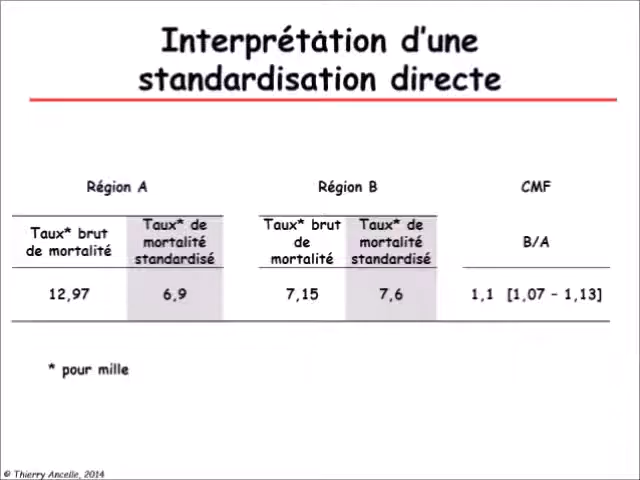 Interprétation d'une
standardisation directe
Région A
Région B
CMF
Taux* brut
de mortalité
Taux* de
mortalité
standardisé
Taux* brut
de
mortalité
Taux* de
mortalité
standardisé
B/A
12,97
6,9
7,15
7,6
1,1 [1,07 – 1,13]
* pour mille
© Thierry Ancelle, 2014